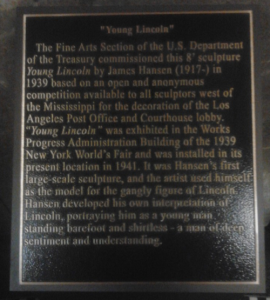 "Young Lincoln"
The Fine Arts Section of the U.S. Department
of the Treasury commissioned this 8' sculpture
Young Lincoln by James Hansen (1917-) in
1939 based on an open and anonymous
competition available to all sculptors west of
the Mississippi for the decoration of the Los
Angeles Post Office and Courthouse lobby.
"Young Lincoln" was exhibited in the Works
Progress Administration Building of the 1939
New York World's Fair and was installed in its
present location in 1941. It was Hansen's first
large-scale sculpture, and the artist used himself
as the model for the gangly figure of Lincoln.
Hansen developed his own interpretation of
Lincoln, portraying him as a young man
standing barefoot and shirtless - a man of deep
sentiment and understanding.